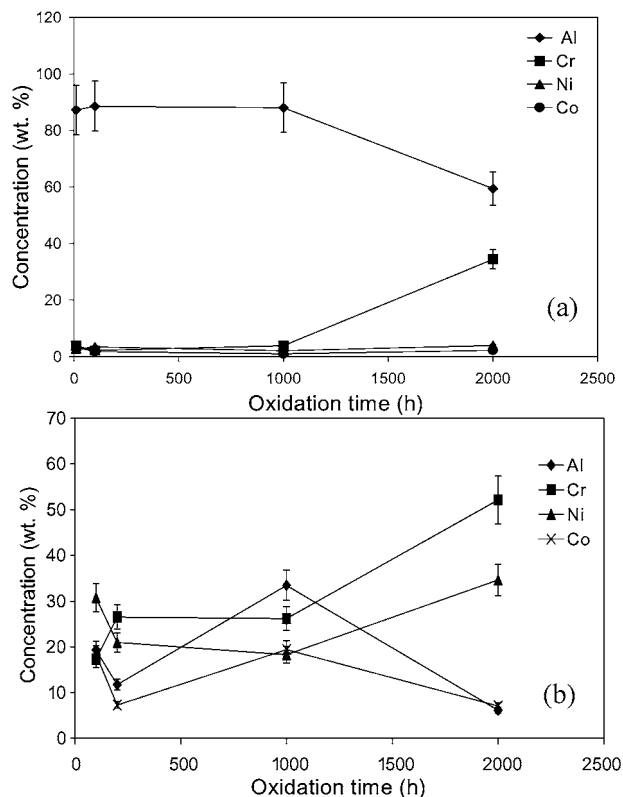 120
100
80
60
40
20
0
Concentration (wt. %)
0 500 1000 1500 2000 2500
Oxidation time (h)
Al
Cr
Ni
Co
(a)
70
60
50
40
30
20
10
0
Concentration (wt. %)
0 500 1000 1500 2000 2500
Oxidation time (h)
Al
Cr
Ni
Co
(b)